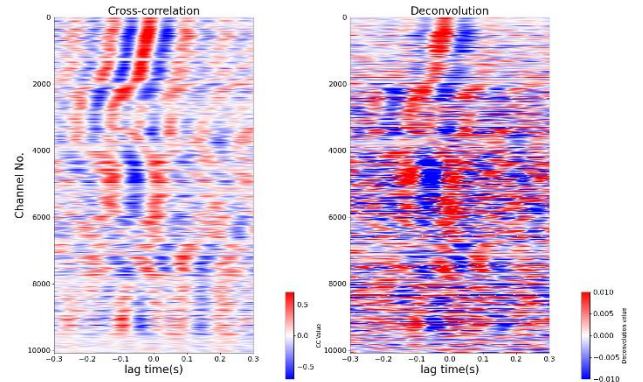 Cross-correlation
Deconvolution
0
2000
4000
6000
8000
10000
Channel No.
−0.3 −0.2 −0.1 0.0 0.1 0.2 0.3
lag time(s)
0.5
0.0
−0.5
CC Value
0
2000
4000
6000
8000
10000
−0.3 −0.2 −0.1 0.0 0.1 0.2 0.3
lag time(s)
0.010
0.005
0.000
−0.005
−0.010
Deconvolution value